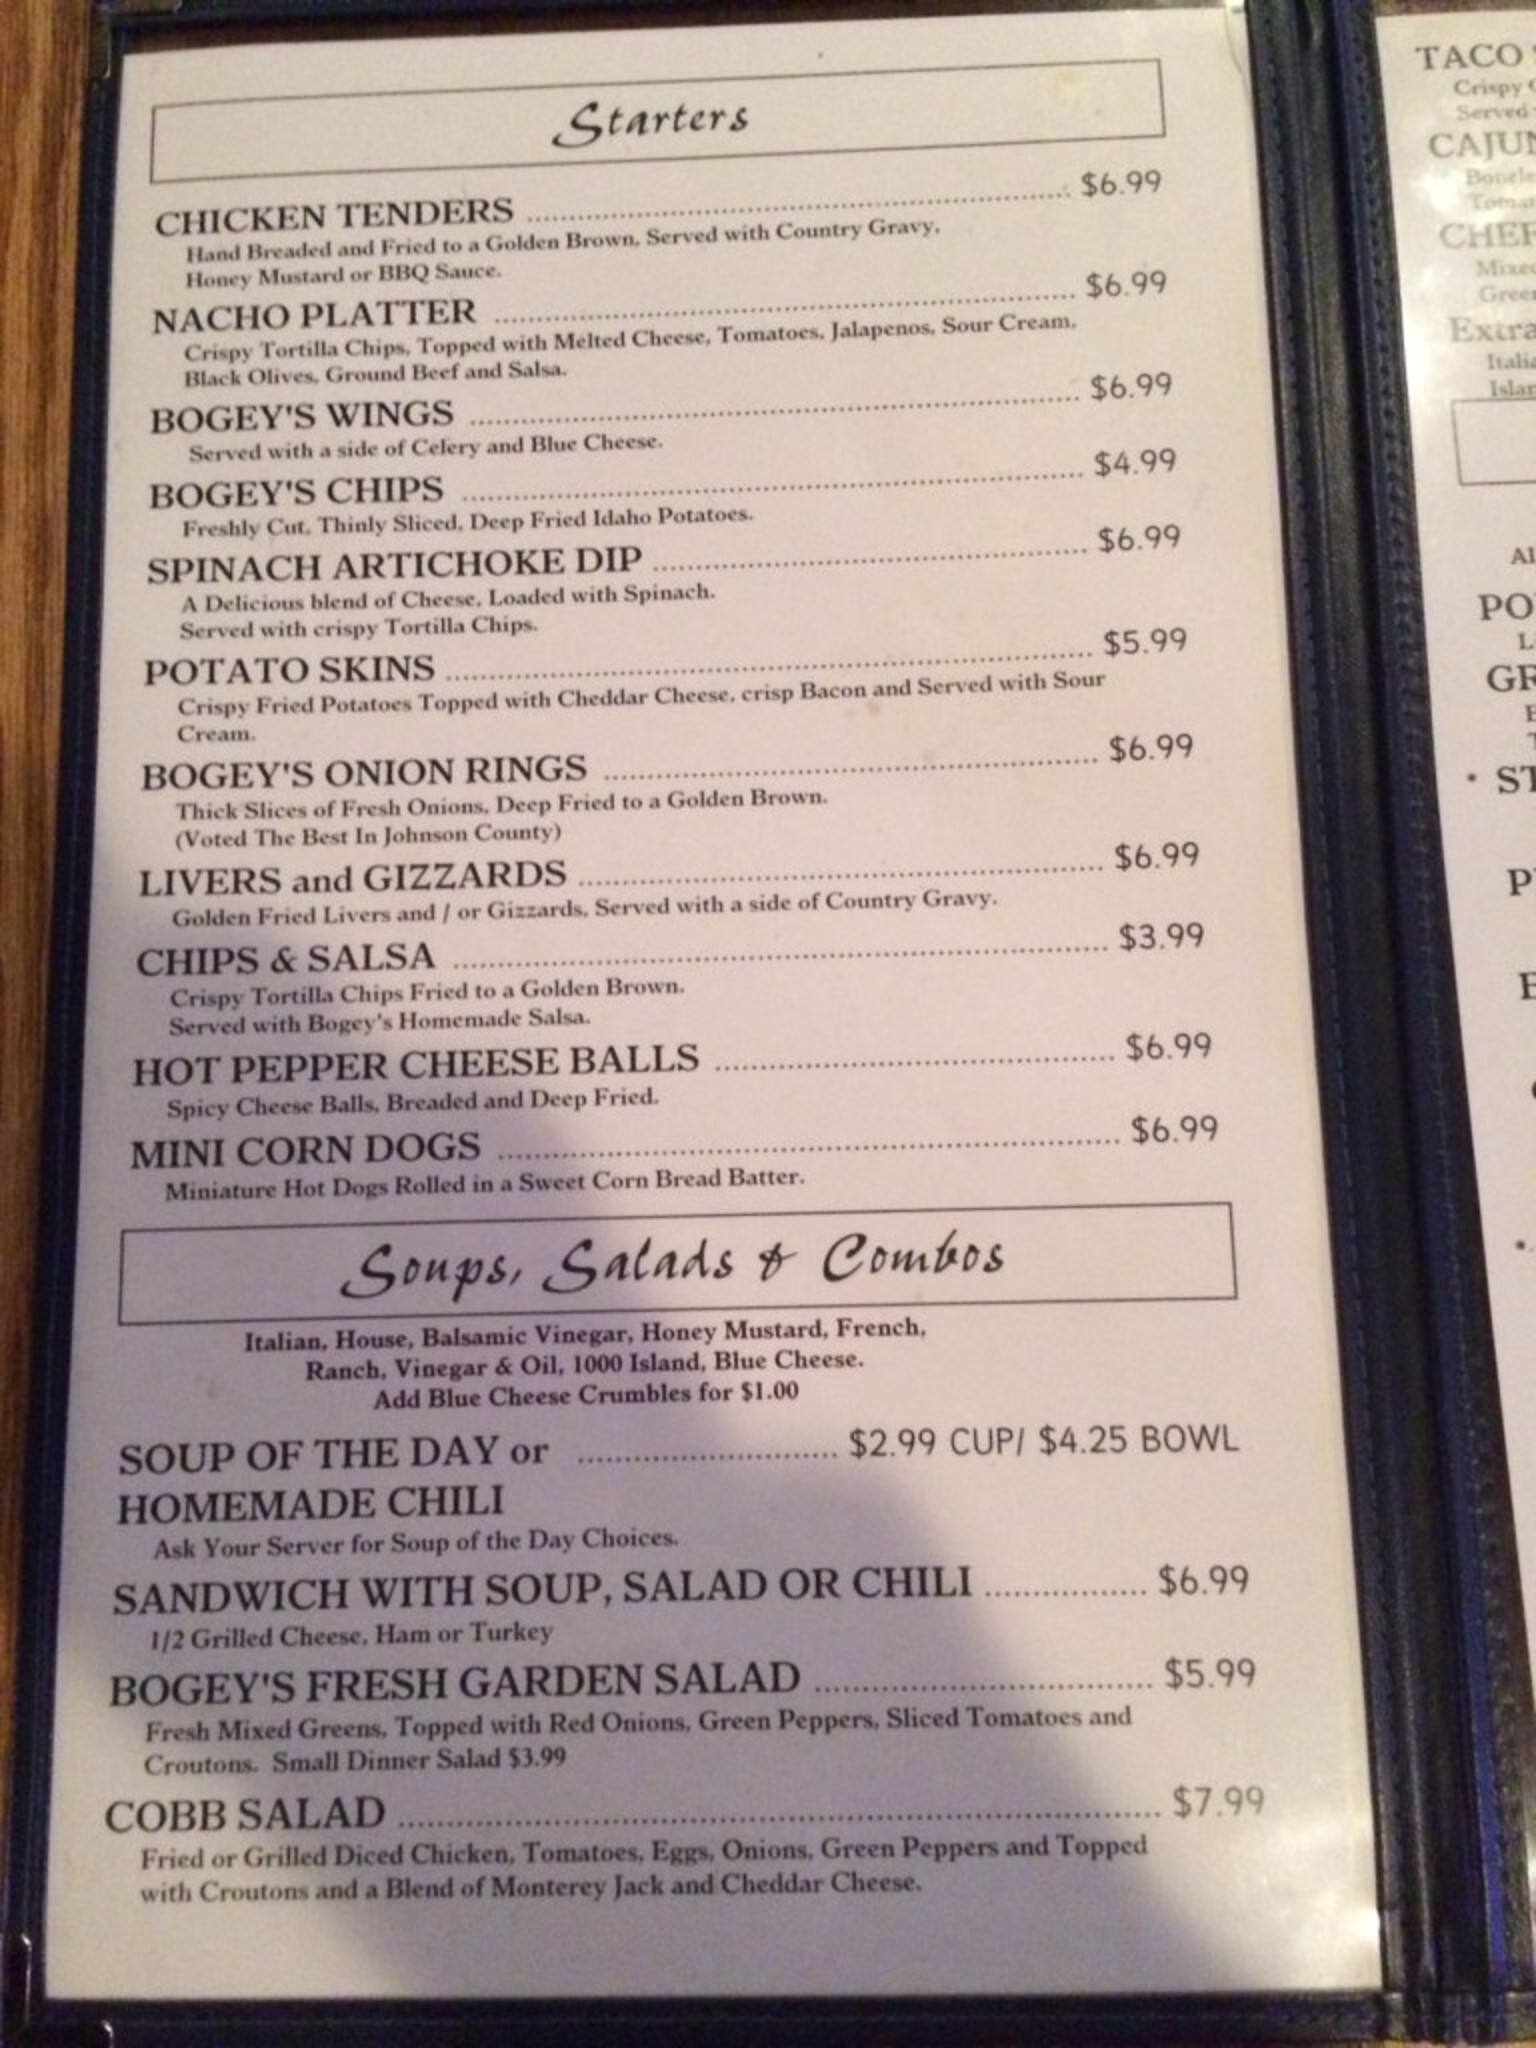 Starters
CHICKEN TENDERS ........ $6.99
Hand Breaded and Fried to a Golden Brown, Served with Country Gravy,
Honey Mustard or BBQ Sauce.
NACHO PLATTER ........ $6.99
Crispy Tortilla Chips, Topped with Melted Cheese, Tomatoes, Jalapenos, Sour Cream,
Black Olives, Ground Beef and Salsa.
BOGEY'S WINGS ........ $6.99
Served with a side of Celery and Blue Cheese.
BOGEY'S CHIPS ........ $4.99
Freshly Cut, Thinly Sliced, Deep Fried Idaho Potatoes.
SPINACH ARTICHOKE DIP ........ $6.99
A Delicious blend of Cheese, Loaded with Spinach.
Served with crispy Tortilla Chips.
POTATO SKINS ........ $5.99
Crispy Fried Potatoes Topped with Cheddar Cheese, crisp Bacon and Served with Sour
Cream.
BOGEY'S ONION RINGS ........ $6.99
Thick Slices of Fresh Onions, Deep Fried to a Golden Brown.
(Voted The Best In Johnson County)
LIVERS and GIZZARDS ........ $6.99
Golden Fried Livers and / or Gizzards, Served with a side of Country Gravy.
CHIPS & SALSA ........ $3.99
Crispy Tortilla Chips Fried to a Golden Brown.
Served with Bogey's Homemade Salsa.
HOT PEPPER CHEESE BALLS ........ $6.99
Spicy Cheese Balls, Breaded and Deep Fried.
MINI CORN DOGS ........ $6.99
Miniature Hot Dogs Rolled in a Sweet Corn Bread Batter.
Soups, Salads & Combos
Italian, House, Balsamic Vinegar, Honey Mustard, French,
Ranch, Vinegar & Oil, 1000 Island, Blue Cheese.
Add Blue Cheese Crumbles for $1.00
SOUP OF THE DAY or ........ $2.99 CUP/ $4.25 BOWL
HOMEMADE CHILI
Ask Your Server for Soup of the Day Choices.
SANDWICH WITH SOUP, SALAD OR CHILI ........ $6.99
1/2 Grilled Cheese, Ham or Turkey
BOGEY'S FRESH GARDEN SALAD ........ $5.99
Fresh Mixed Greens, Topped with Red Onions, Green Peppers, Sliced Tomatoes and
Croutons. Small Dinner Salad $3.99
COBB SALAD ........ $7.99
Fried or Grilled Diced Chicken, Tomatoes, Eggs, Onions, Green Peppers and Topped
with Croutons and a Blend of Monterey Jack and Cheddar Cheese.
TACO
Crispy
Served
Extra